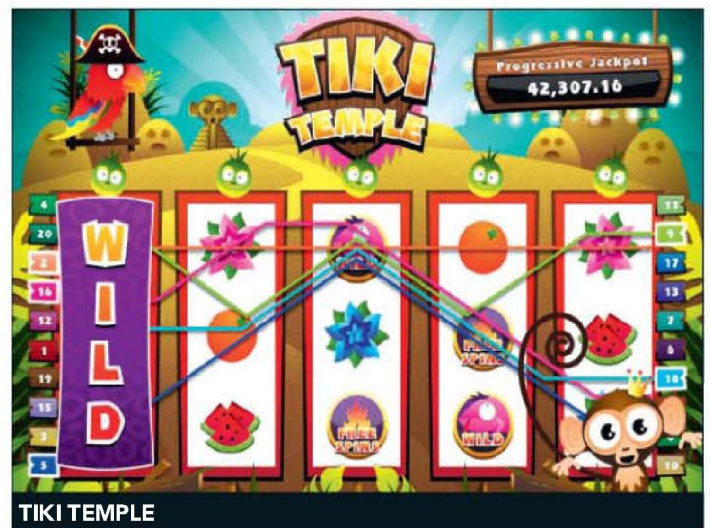 TIKI
TEMPLE
Progressive Jackpot
42,307.16
4
20
2
16
12
1
19
15
3
5
WILD
FREE
SPINS
FREE
SPINS
WILD
11
9
17
13
7
6
18
10
TIKI TEMPLE